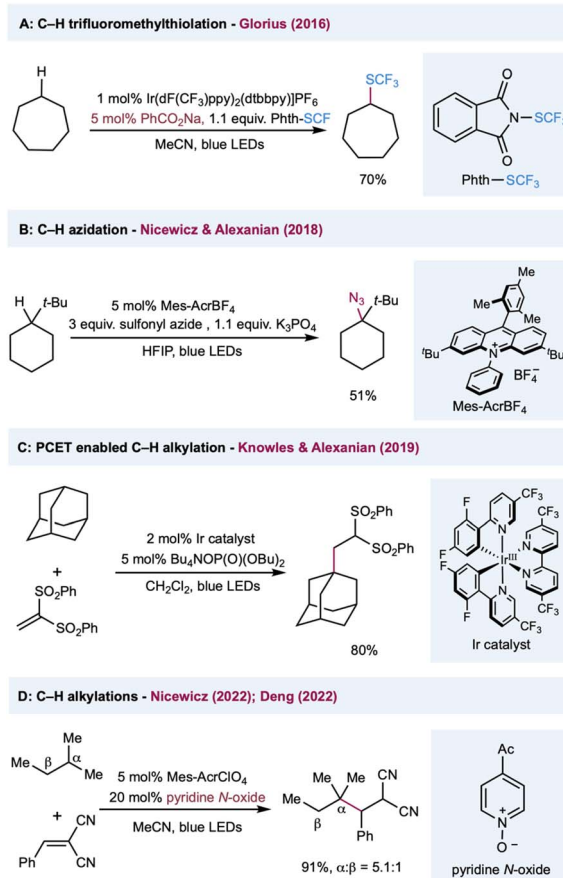 A: C–H trifluoromethylthiolation - Glorius (2016)
H
1 mol% Ir(dF(CF3)ppy)2(dtbbpy)]PF6
5 mol% PhCO2Na, 1.1 equiv. Phth-SCF
MeCN, blue LEDs
SCF3
70%
O
N
SCF3
O
Phth—SCF3
B: C–H azidation - Nicewicz & Alexanian (2018)
H
t-Bu
5 mol% Mes-AcrBF4
3 equiv. sulfonyl azide , 1.1 equiv. K3PO4
HFIP, blue LEDs
N3
t-Bu
51%
Me
Me
Me
tBu
N+
tBu
BF4−
Mes-AcrBF4
C: PCET enabled C–H alkylation - Knowles & Alexanian (2019)
+
SO2Ph
SO2Ph
2 mol% Ir catalyst
5 mol% Bu4NOP(O)(OBu)2
CH2Cl2, blue LEDs
SO2Ph
SO2Ph
80%
CF3
F
CF3
F
N
N
IrIII
F
N
N
CF3
F
CF3
Ir catalyst
D: C–H alkylations - Nicewicz (2022); Deng (2022)
Me
Me
β
α
Me
+
CN
Ph
CN
5 mol% Mes-AcrClO4
20 mol% pyridine N-oxide
MeCN, blue LEDs
Me
Me
CN
Me
α
CN
β
Ph
91%, α:β = 5.1:1
Ac
N+
O−
pyridine N-oxide